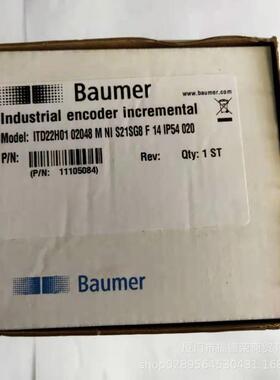 Baumer
Industrial encoder incremental
www.baumer.com
Model: ITD22H01 02048 M NI S21SG8 F 14 IP54 020
P/N:
Rev:
Qty: 1 ST
(P/N: 11105084)
Baumer